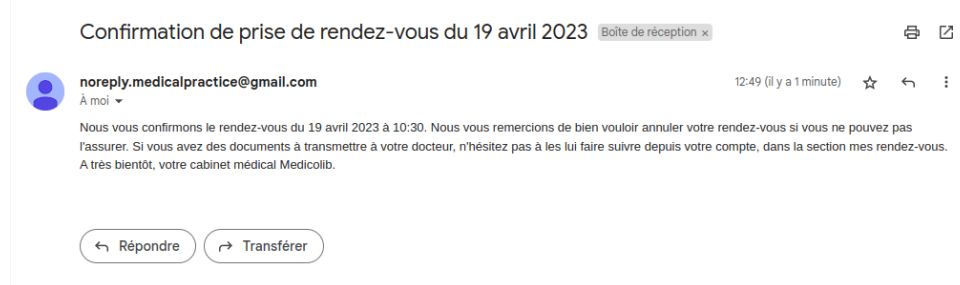 Confirmation de prise de rendez-vous du 19 avril 2023 Boîte de réception ×
noreply.medicalpractice@gmail.com 12:49 (il y a 1 minute)
À moi
Nous vous confirmons le rendez-vous du 19 avril 2023 à 10:30. Nous vous remercions de bien vouloir annuler votre rendez-vous si vous ne pouvez pas
l'assurer. Si vous avez des documents à transmettre à votre docteur, n'hésitez pas à les lui faire suivre depuis votre compte, dans la section mes rendez-vous.
A très bientôt, votre cabinet médical Medicolib.
Répondre Transférer